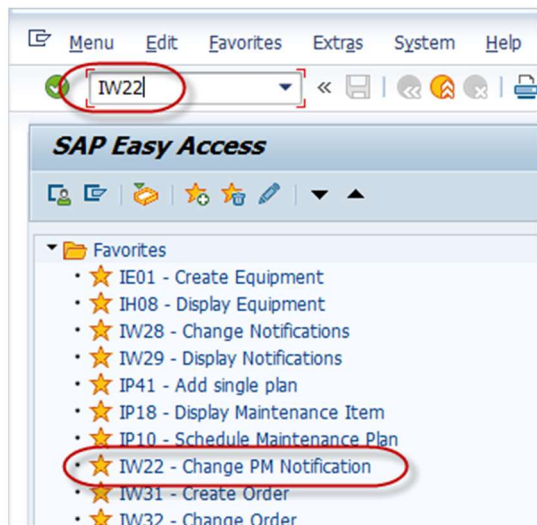 Menu Edit Favorites Extras System Help
IW22
SAP Easy Access
Favorites
IE01 - Create Equipment
IH08 - Display Equipment
IW28 - Change Notifications
IW29 - Display Notifications
IP41 - Add single plan
IP18 - Display Maintenance Item
IP10 - Schedule Maintenance Plan
IW22 - Change PM Notification
IW31 - Create Order
IW32 - Change Order